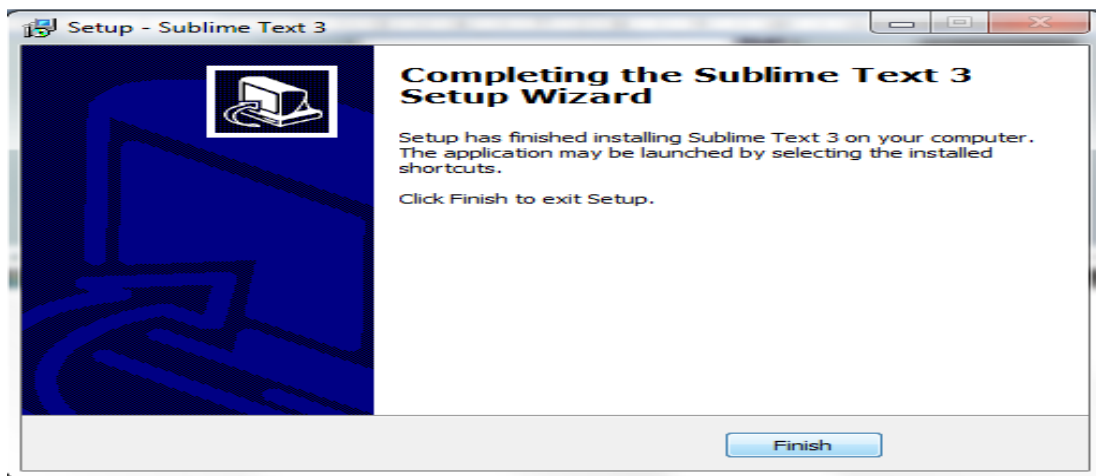 Setup - Sublime Text 3
Completing the Sublime Text 3
Setup Wizard
Setup has finished installing Sublime Text 3 on your computer.
The application may be launched by selecting the installed
shortcuts.
Click Finish to exit Setup.
Finish